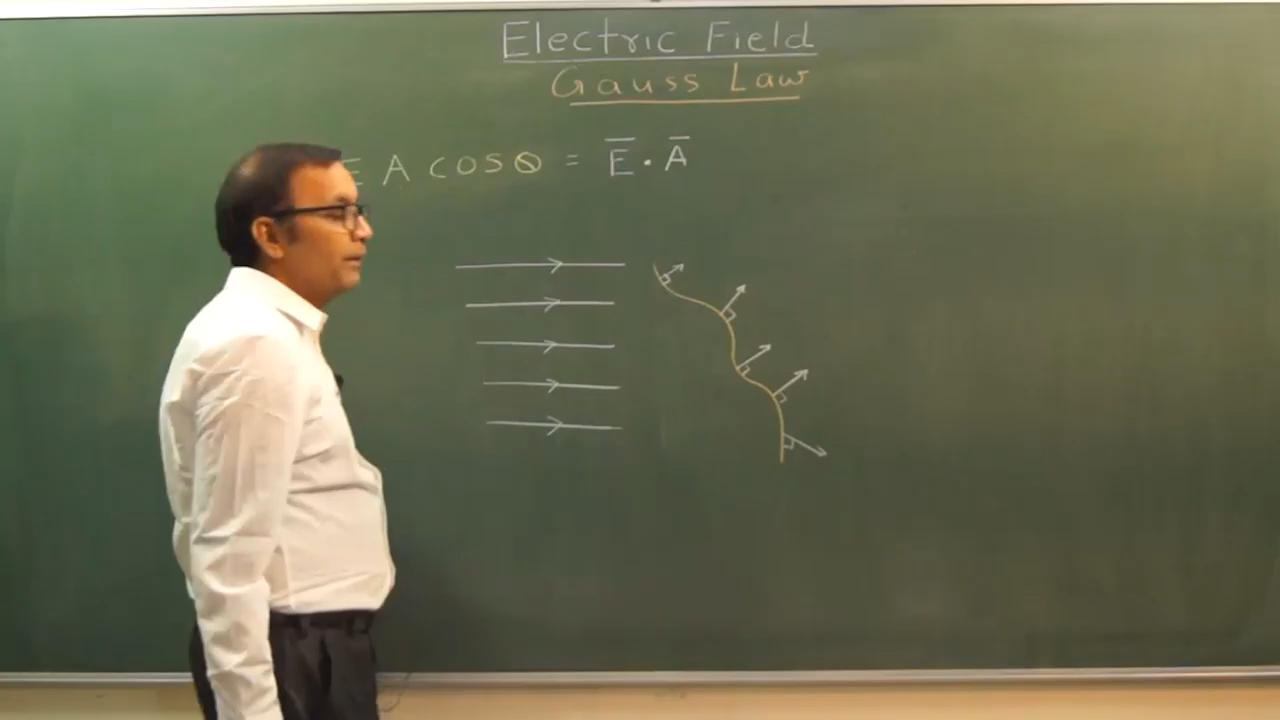 Electric Field
Gauss Law
E A cosθ = E̅ · A̅